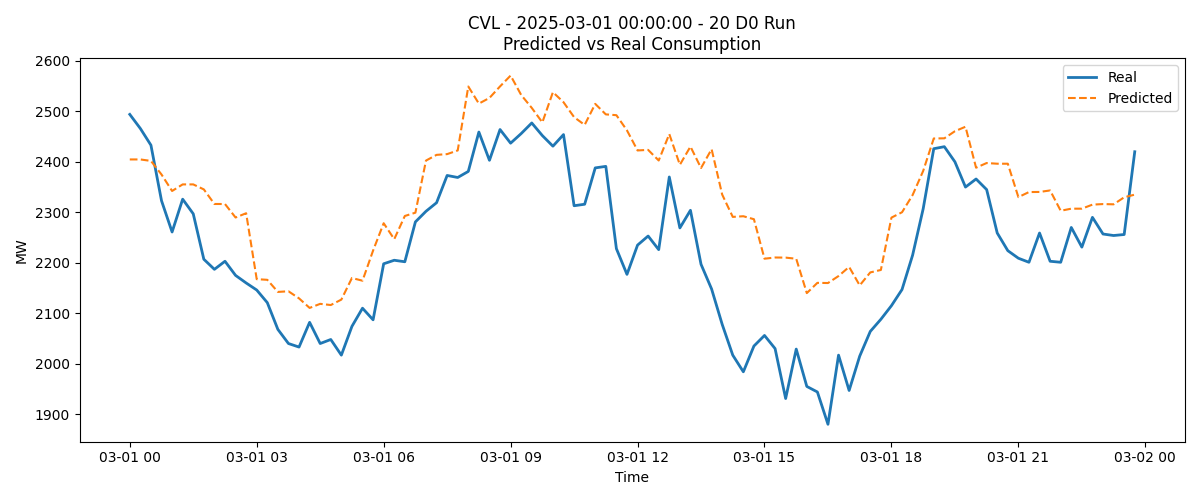 CVL - 2025-03-01 00:00:00 - 20 D0 Run
Predicted vs Real Consumption
Real
Predicted
MW
2600
2500
2400
2300
2200
2100
2000
1900
03-01 00
03-01 03
03-01 06
03-01 09
03-01 12
03-01 15
03-01 18
03-01 21
03-02 00
Time